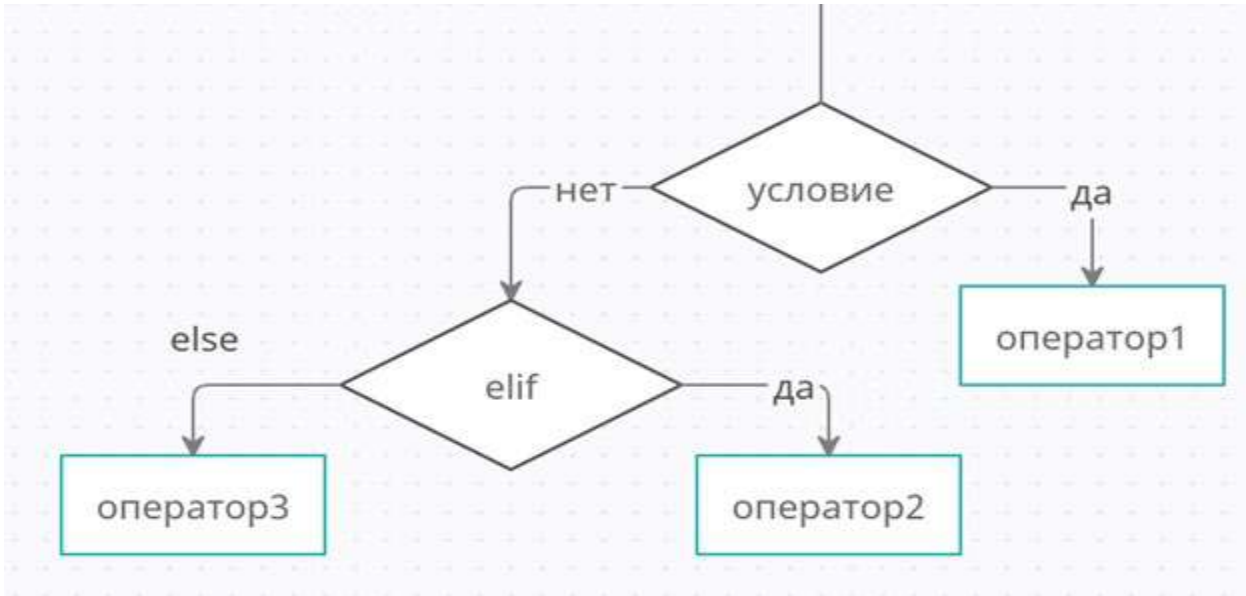 нет
условие
да
else
оператор1
elif
да
оператор3
оператор2